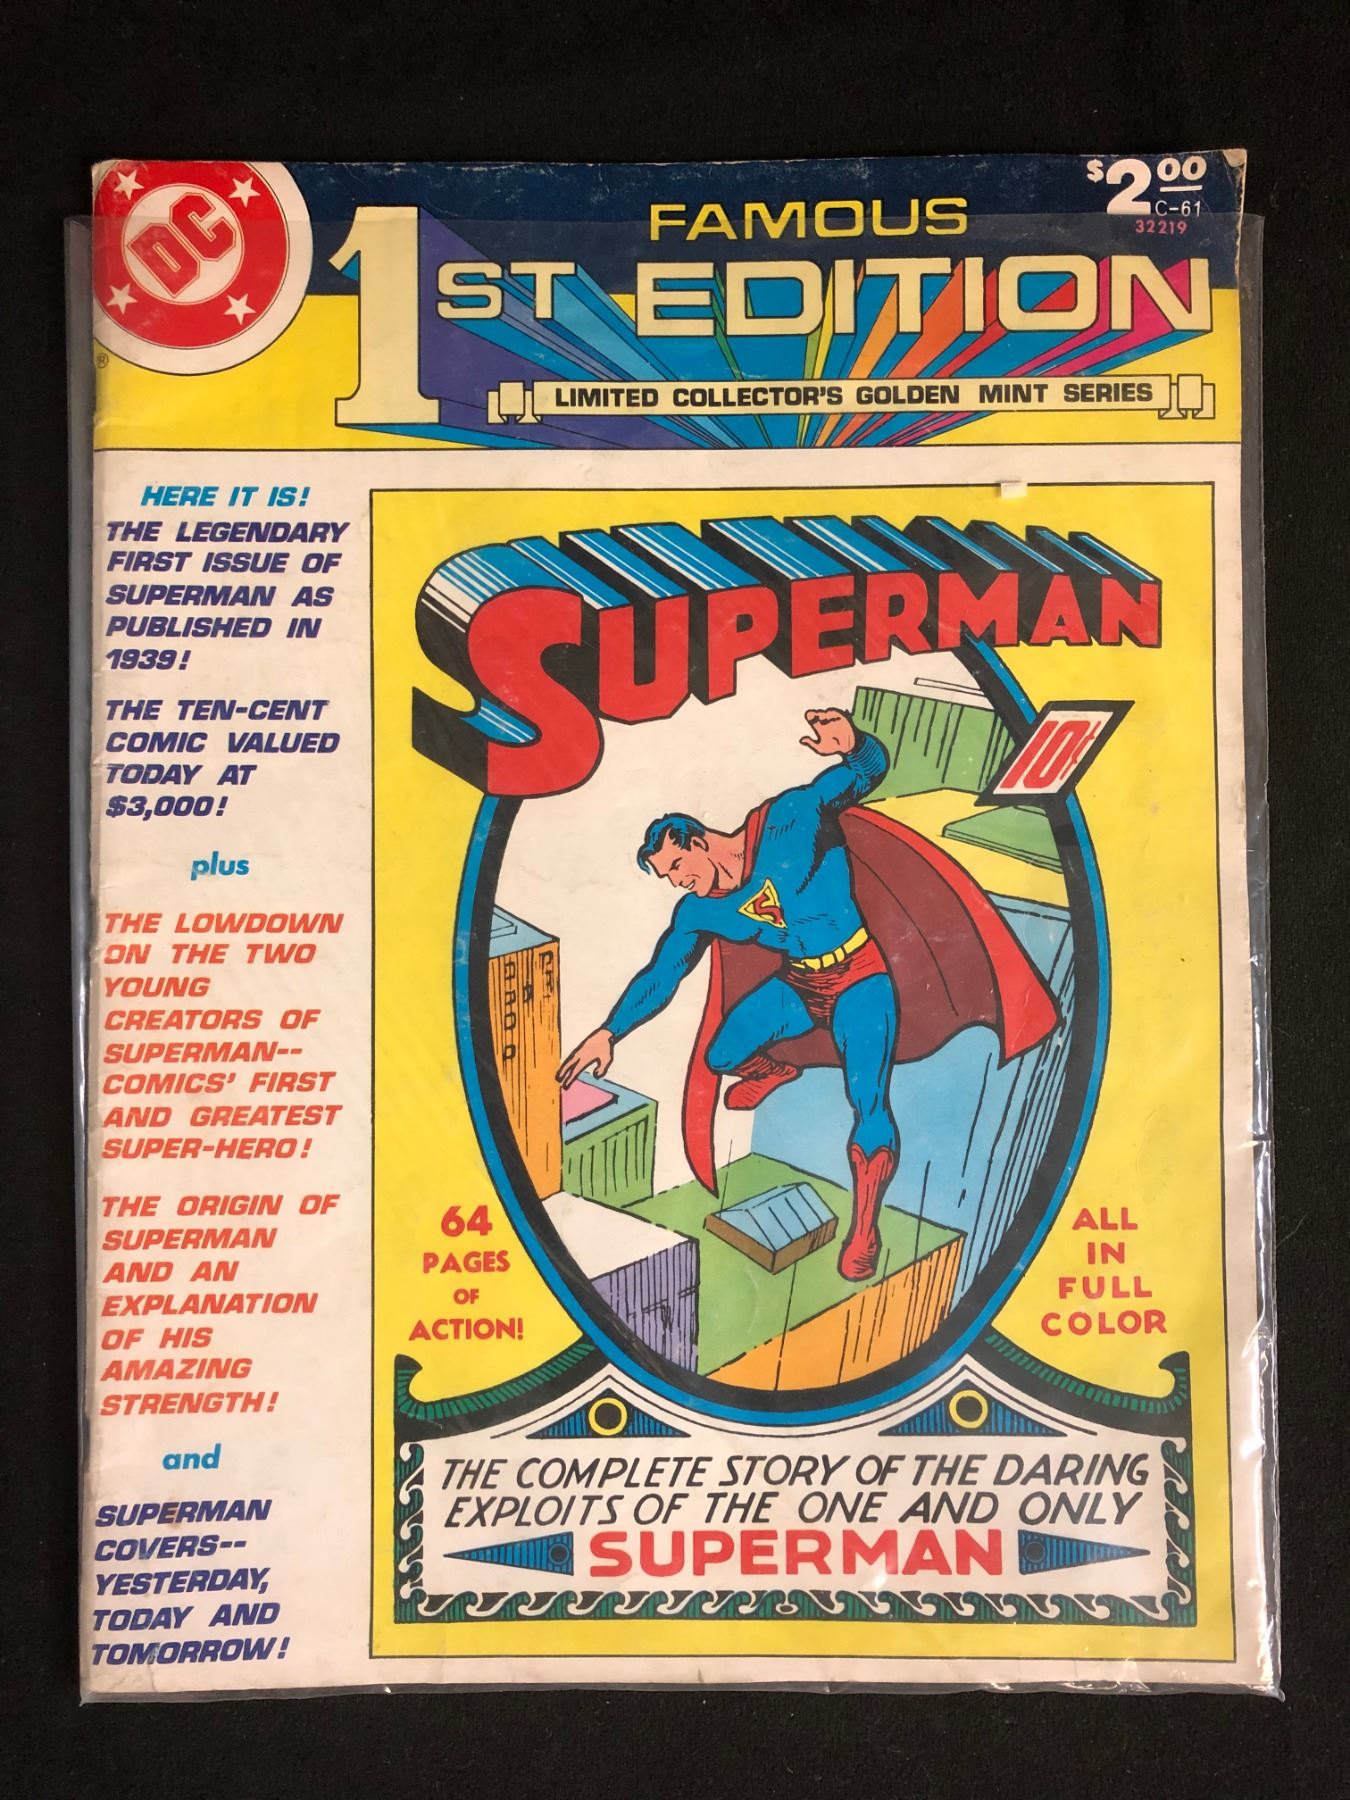 DC
®
$2.00
C-61
32219
FAMOUS
1ST EDITION
LIMITED COLLECTOR'S GOLDEN MINT SERIES
HERE IT IS!
THE LEGENDARY
FIRST ISSUE OF
SUPERMAN AS
PUBLISHED IN
1939!
THE TEN-CENT
COMIC VALUED
TODAY AT
$3,000!
plus
THE LOWDOWN
ON THE TWO
YOUNG
CREATORS OF
SUPERMAN--
COMICS' FIRST
AND GREATEST
SUPER-HERO!
THE ORIGIN OF
SUPERMAN
AND AN
EXPLANATION
OF HIS
AMAZING
STRENGTH!
and
SUPERMAN
COVERS--
YESTERDAY,
TODAY AND
TOMORROW!
SUPERMAN
10¢
S
64
PAGES
OF
ACTION!
ALL
IN
FULL
COLOR
THE COMPLETE STORY OF THE DARING
EXPLOITS OF THE ONE AND ONLY
SUPERMAN